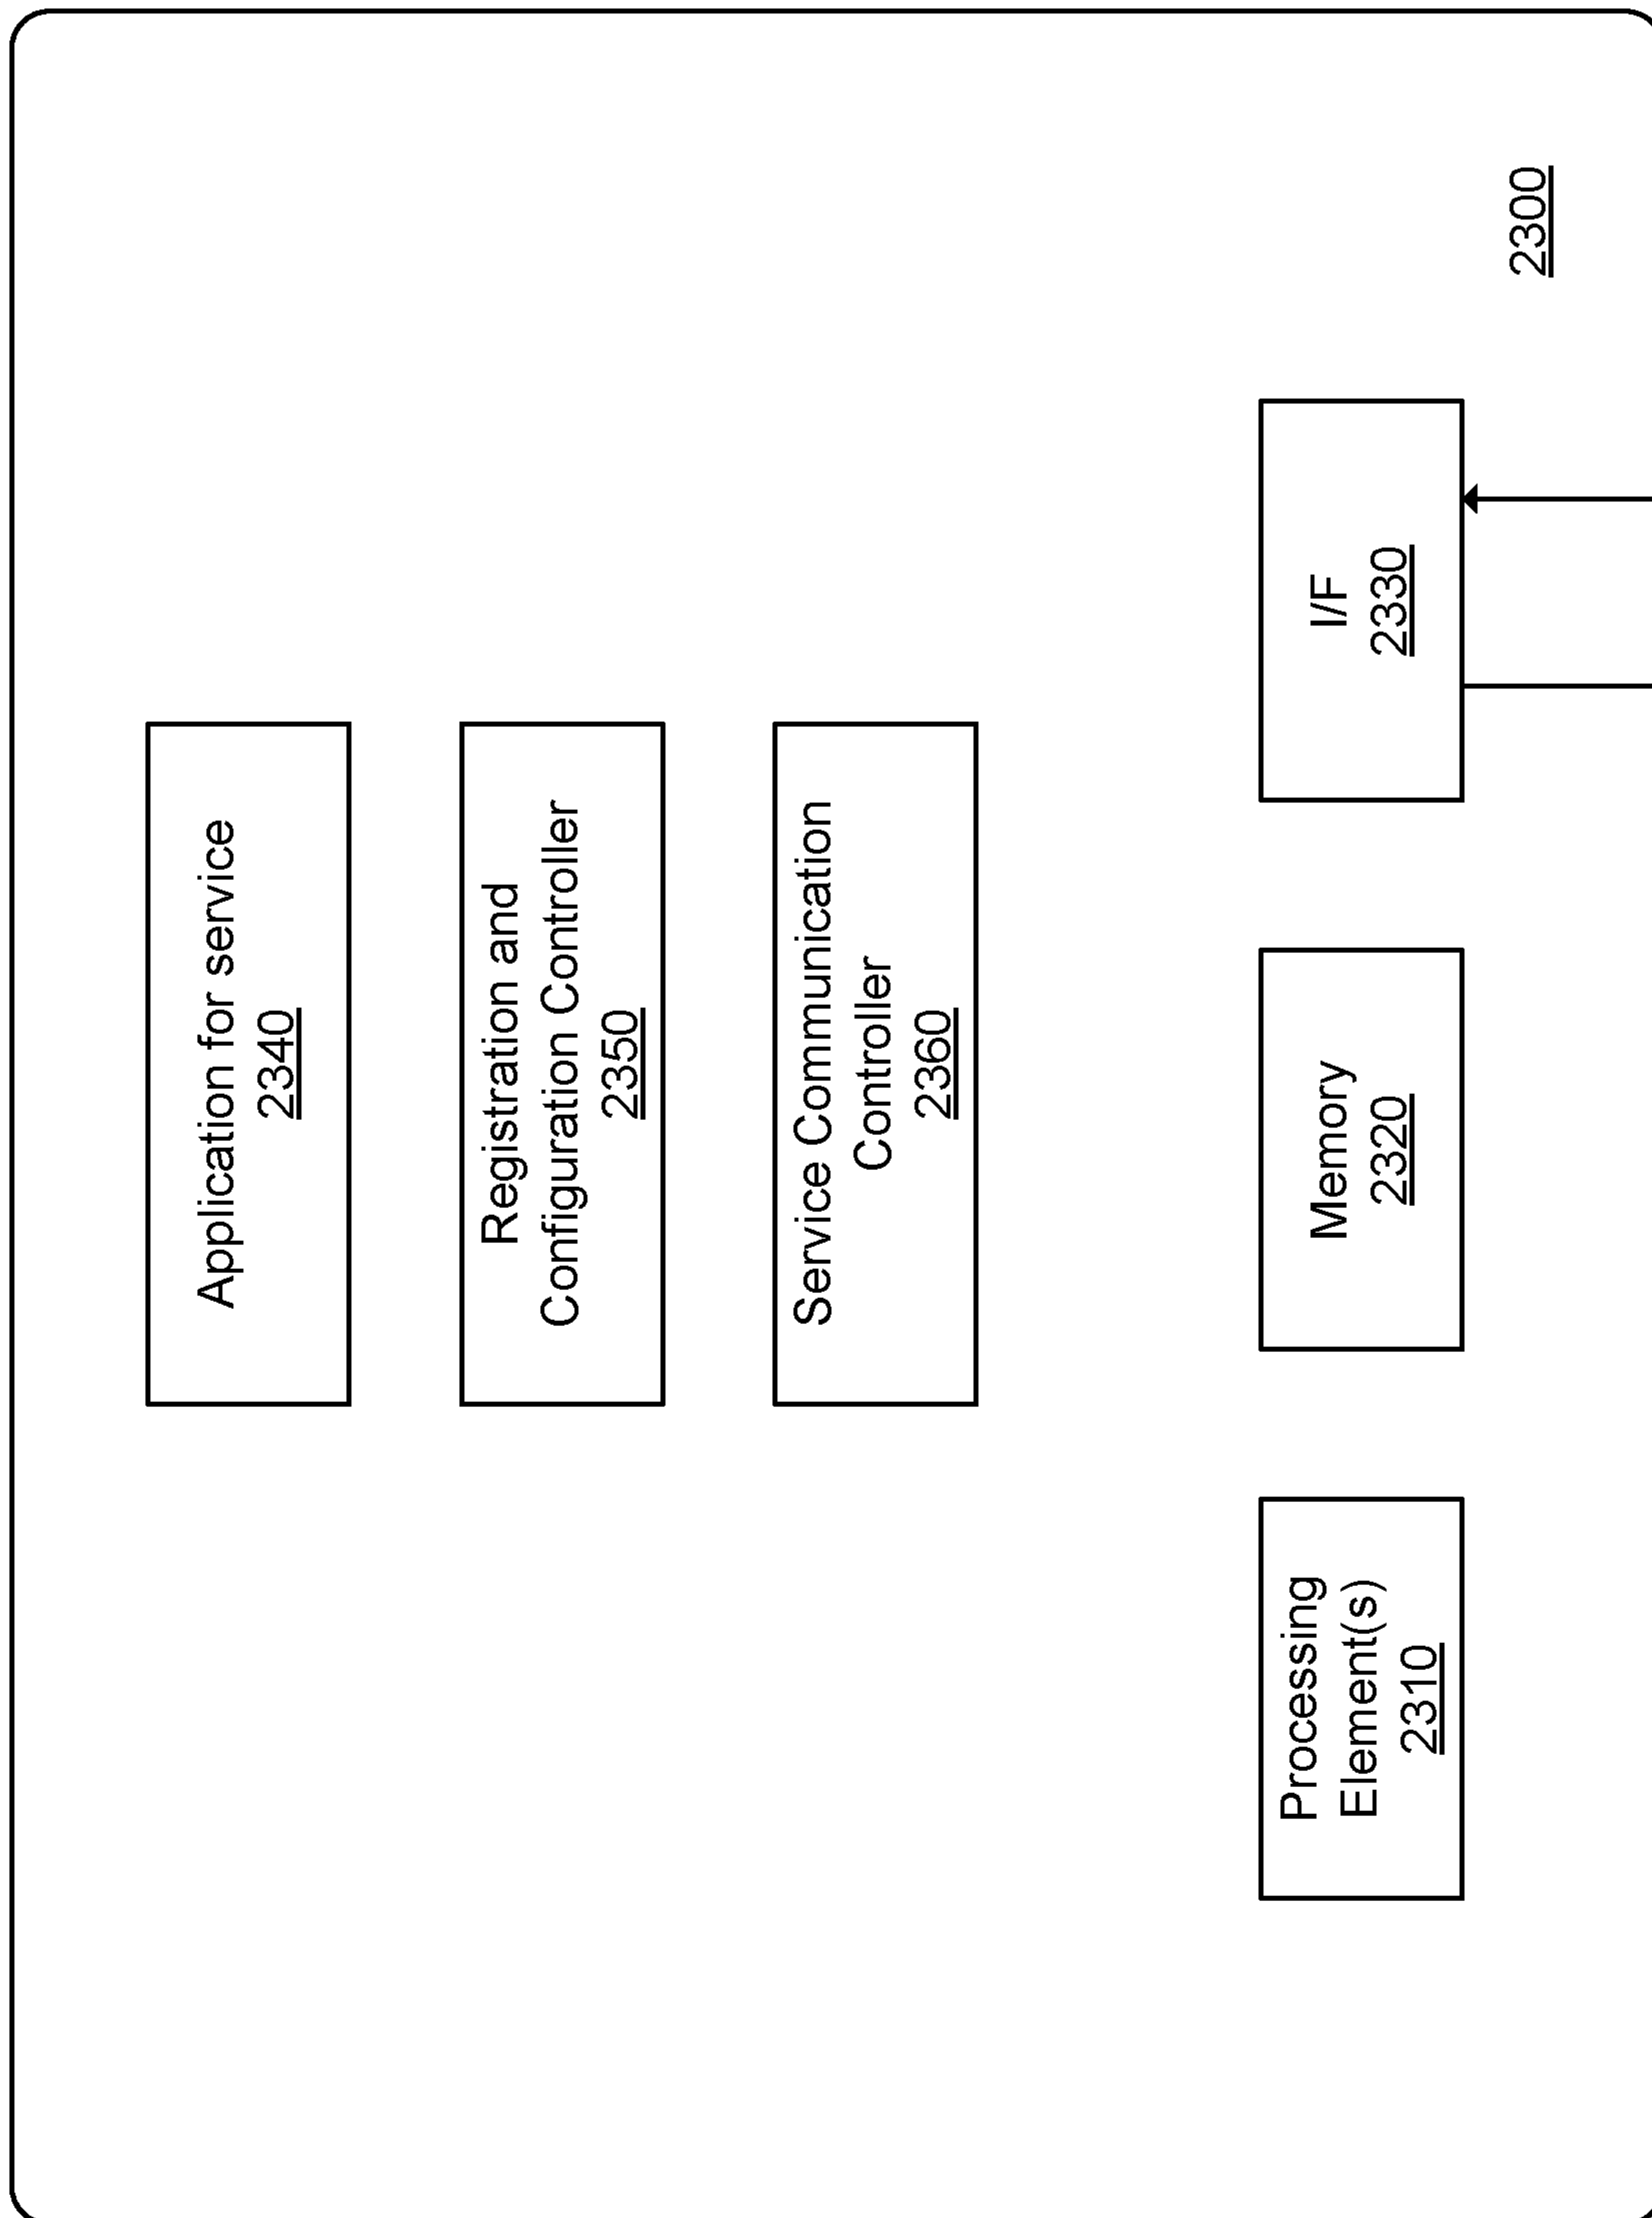 Application for service
2340
Registration and
Configuration Controller
2350
Service Communication
Controller
2360
Processing
Element(s)
2310
Memory
2320
I/F
2330
2300